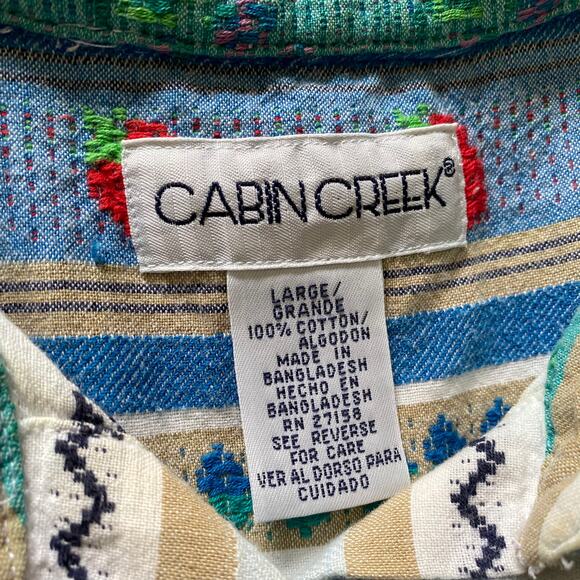 CABIN CREEK®
LARGE/
GRANDE
100% COTTON/
ALGODON
MADE IN
BANGLADESH
HECHO EN
BANGLADESH
RN 27158
SEE REVERSE
FOR CARE
VER AL DORSO PARA
CUIDADO